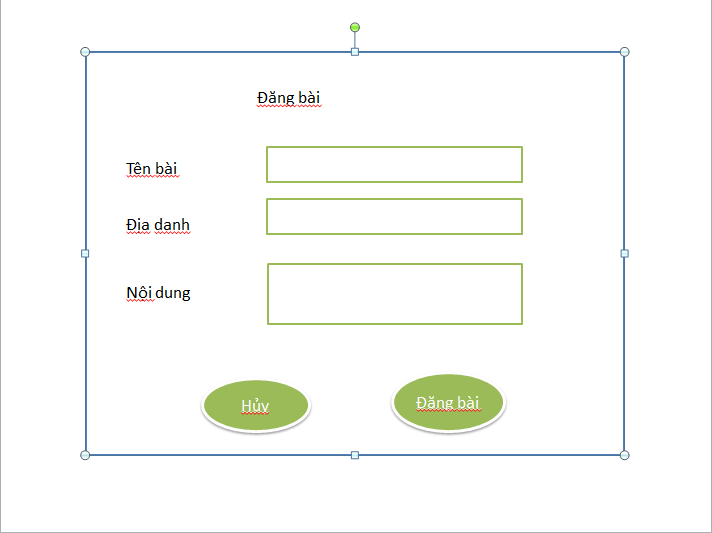 Đăng bài
Tên bài
Địa danh
Nội dung
Hủy
Đăng bài